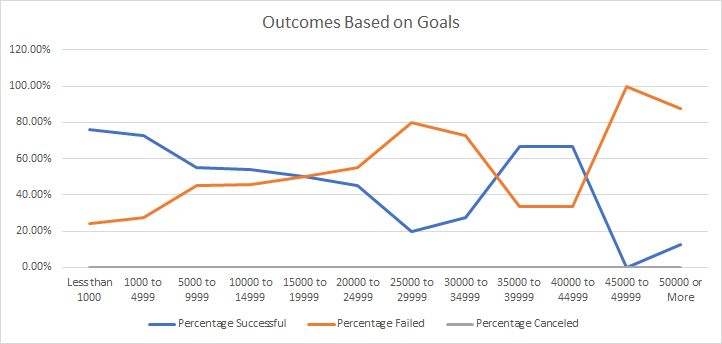 Outcomes Based on Goals
120.00%
100.00%
80.00%
60.00%
40.00%
20.00%
0.00%
Less than 1000
1000 to 4999
5000 to 9999
10000 to 14999
15000 to 19999
20000 to 24999
25000 to 29999
30000 to 34999
35000 to 39999
40000 to 44999
45000 to 49999
50000 or More
Percentage Successful
Percentage Failed
Percentage Canceled